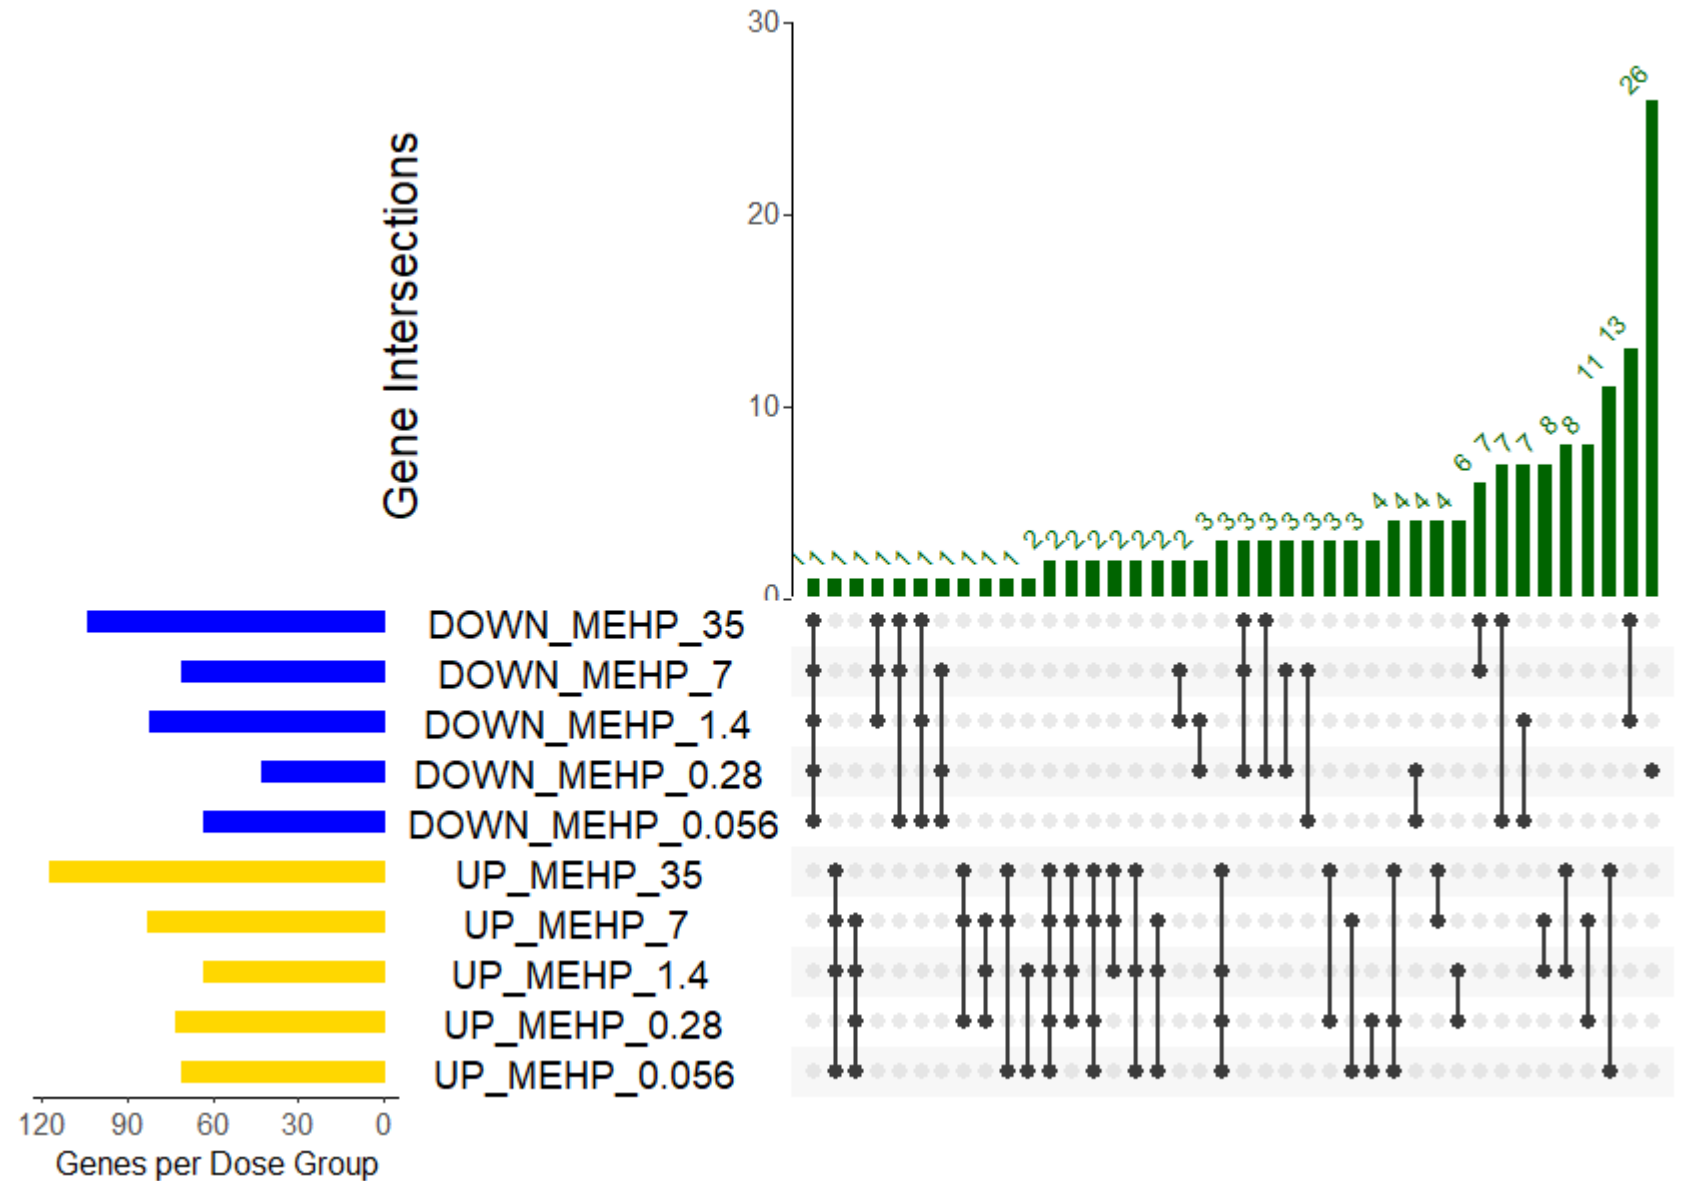 30
20
10
0
Gene Intersections
1 1 1 1 1 1 1 1 1 1 1 2 2 2 2 2 2 2 2 3 3 3 3 3 3 3 3 4 4 4 4 6 7 7 7 8 8 11 13 26
DOWN_MEHP_35
DOWN_MEHP_7
DOWN_MEHP_1.4
DOWN_MEHP_0.28
DOWN_MEHP_0.056
UP_MEHP_35
UP_MEHP_7
UP_MEHP_1.4
UP_MEHP_0.28
UP_MEHP_0.056
120 90 60 30 0
Genes per Dose Group